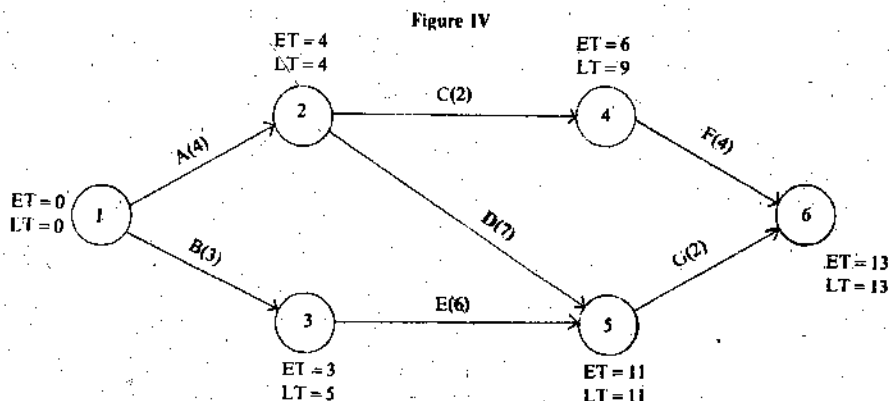 Figure IV
ET = 4
LT = 4
ET = 6
LT = 9
2
C(2)
4
A(4)
F(4)
ET = 0
LT = 0
1
D(7)
6
B(3)
G(2)
ET = 13
LT = 13
3
E(6)
5
ET = 3
LT = 5
ET = 11
LT = 11